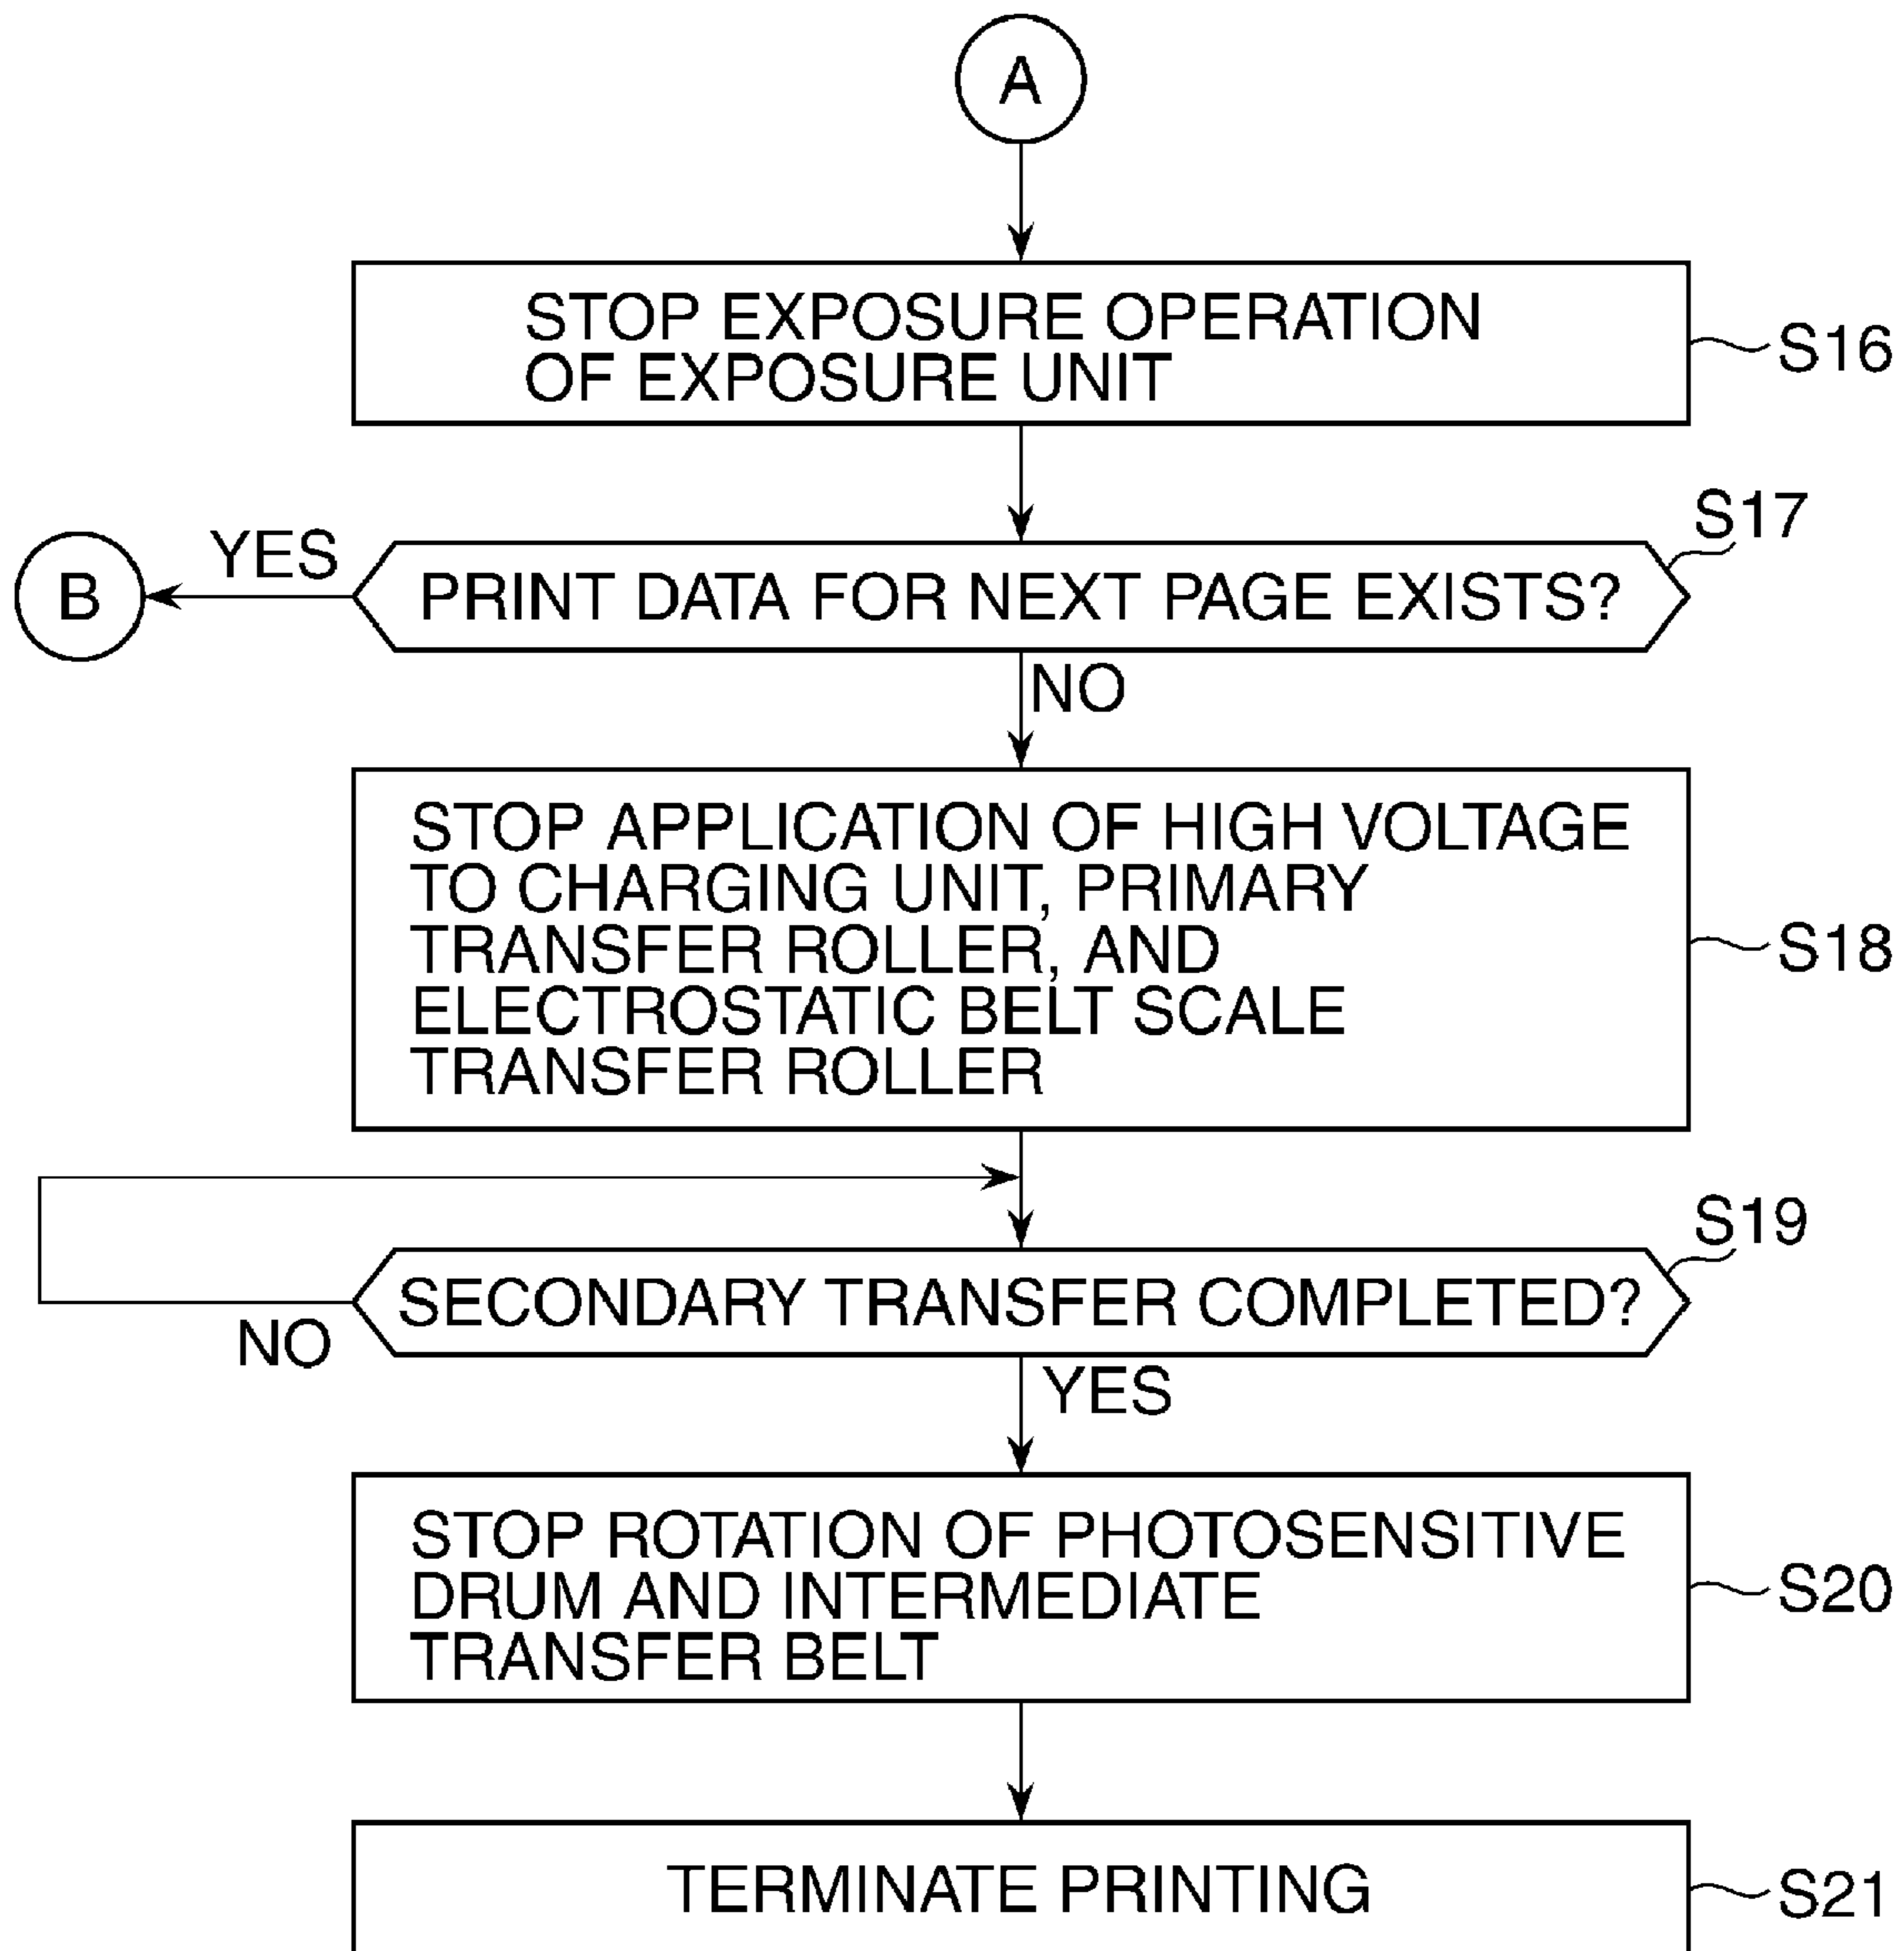 A
STOP EXPOSURE OPERATION
OF EXPOSURE UNIT
S16
S17
YES
B
PRINT DATA FOR NEXT PAGE EXISTS?
NO
STOP APPLICATION OF HIGH VOLTAGE
TO CHARGING UNIT, PRIMARY
TRANSFER ROLLER, AND
ELECTROSTATIC BELT SCALE
TRANSFER ROLLER
S18
S19
SECONDARY TRANSFER COMPLETED?
NO
YES
STOP ROTATION OF PHOTOSENSITIVE
DRUM AND INTERMEDIATE
TRANSFER BELT
S20
TERMINATE PRINTING
S21